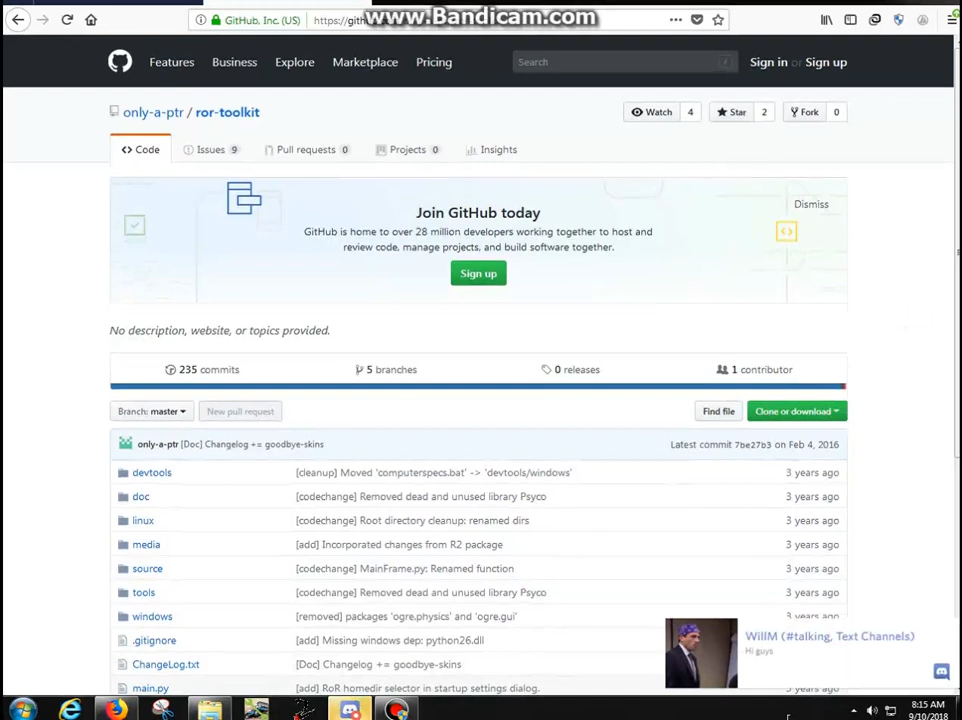 www.Bandicam.com
GitHub, Inc. (US)
https://gith
Features Business Explore Marketplace Pricing Search / Sign in or Sign up
only-a-ptr / ror-toolkit Watch 4 Star 2 Fork 0
Code Issues 9 Pull requests 0 Projects 0 Insights
Dismiss
Join GitHub today
GitHub is home to over 28 million developers working together to host and
review code, manage projects, and build software together.
Sign up
No description, website, or topics provided.
235 commits 5 branches 0 releases 1 contributor
Branch: master New pull request Find file Clone or download
only-a-ptr [Doc] Changelog += goodbye-skins Latest commit 7be27b3 on Feb 4, 2016
devtools [cleanup] Moved 'computerspecs.bat' -> 'devtools/windows' 3 years ago
doc [codechange] Removed dead and unused library Psyco 3 years ago
linux [codechange] Root directory cleanup: renamed dirs 3 years ago
media [add] Incorporated changes from R2 package 3 years ago
source [codechange] MainFrame.py: Renamed function 3 years ago
tools [codechange] Removed dead and unused library Psyco 3 years ago
windows [removed] packages 'ogre.physics' and 'ogre.gui' 3 years ago
.gitignore [add] Missing windows dep: python26.dll
ChangeLog.txt [Doc] Changelog += goodbye-skins
main.py [add] RoR homedir selector in startup settings dialog.
WillM (#talking, Text Channels)
Hi guys
8:15 AM
9/10/2018